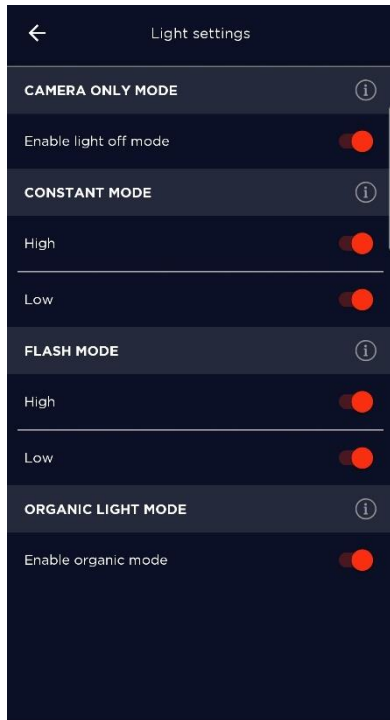 Light settings
CAMERA ONLY MODE
Enable light off mode
CONSTANT MODE
High
Low
FLASH MODE
High
Low
ORGANIC LIGHT MODE
Enable organic mode